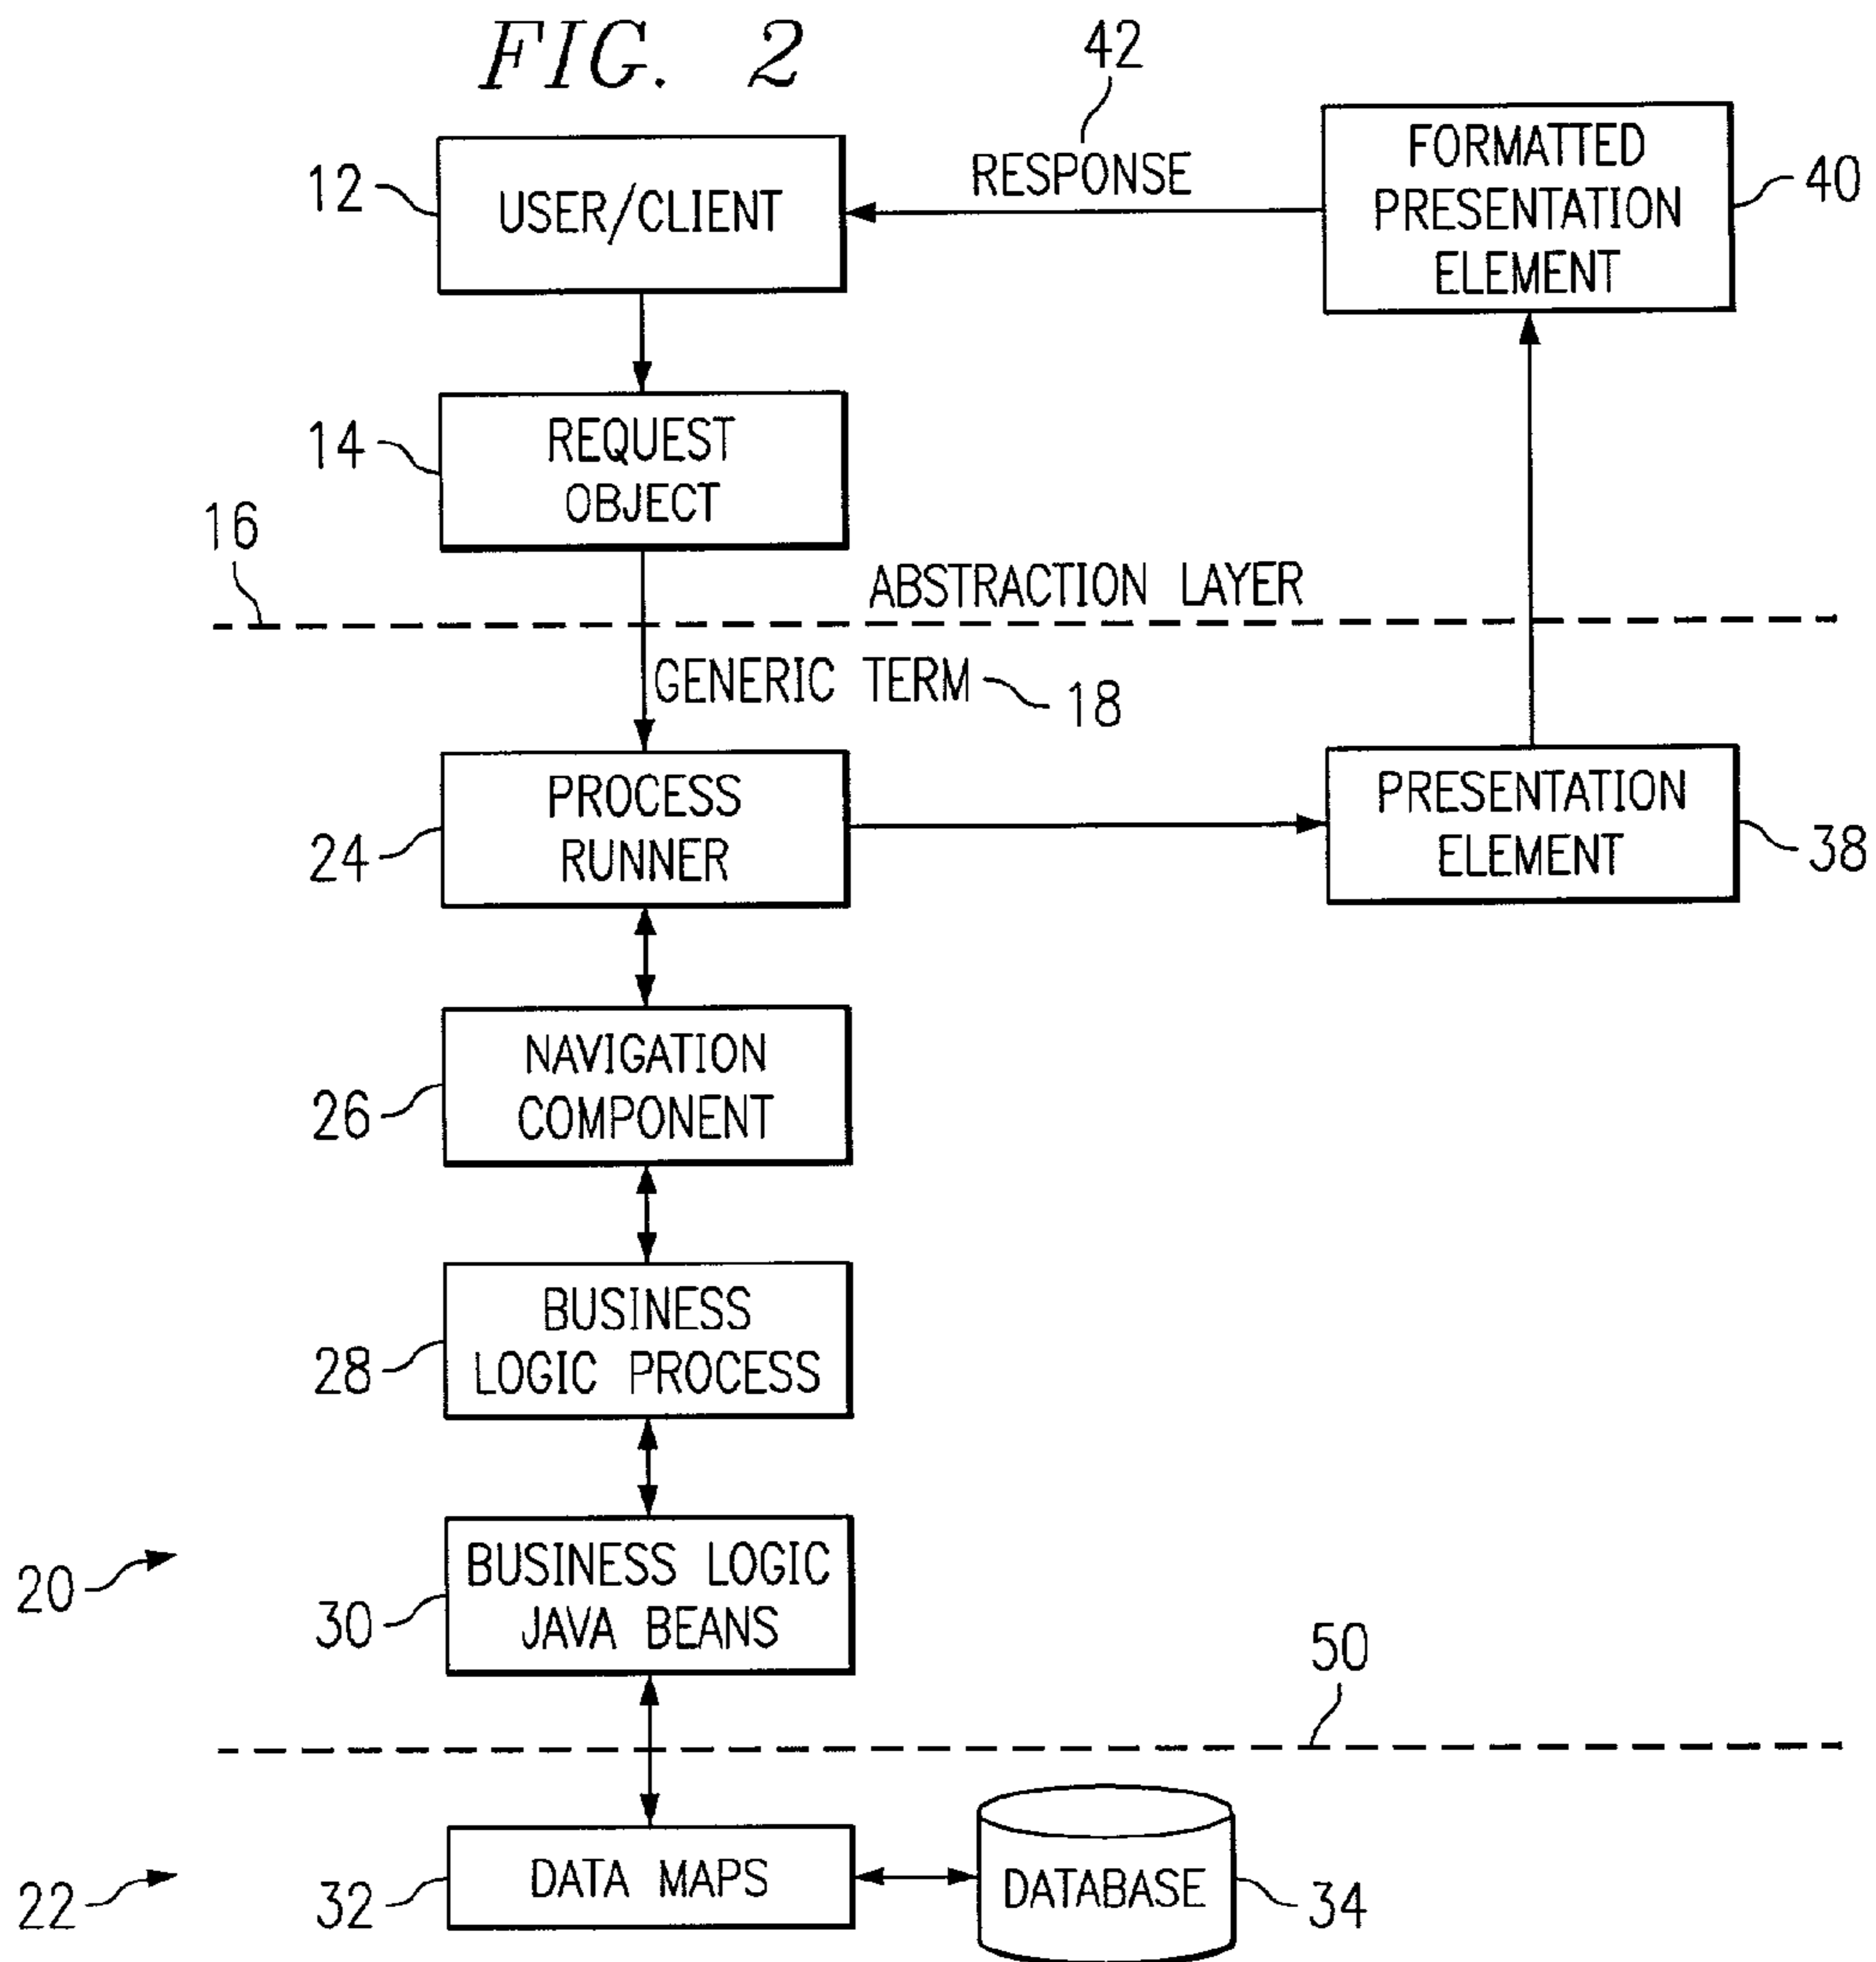 FIG. 2
42
12
USER/CLIENT
RESPONSE
FORMATTED
PRESENTATION
ELEMENT
40
14
REQUEST
OBJECT
16
ABSTRACTION LAYER
GENERIC TERM
18
24
PROCESS
RUNNER
PRESENTATION
ELEMENT
38
26
NAVIGATION
COMPONENT
28
BUSINESS
LOGIC PROCESS
20
30
BUSINESS LOGIC
JAVA BEANS
50
22
32
DATA MAPS
DATABASE
34